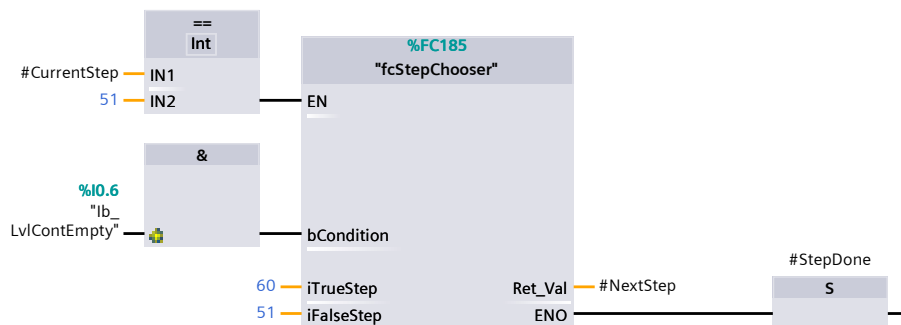 ==
Int
#CurrentStep
IN1
51
IN2
%FC185
"fcStepChooser"
EN
&
%I0.6
"Ib_
LvlContEmpty"
bCondition
60
iTrueStep
Ret_Val
#NextStep
51
iFalseStep
ENO
#StepDone
S